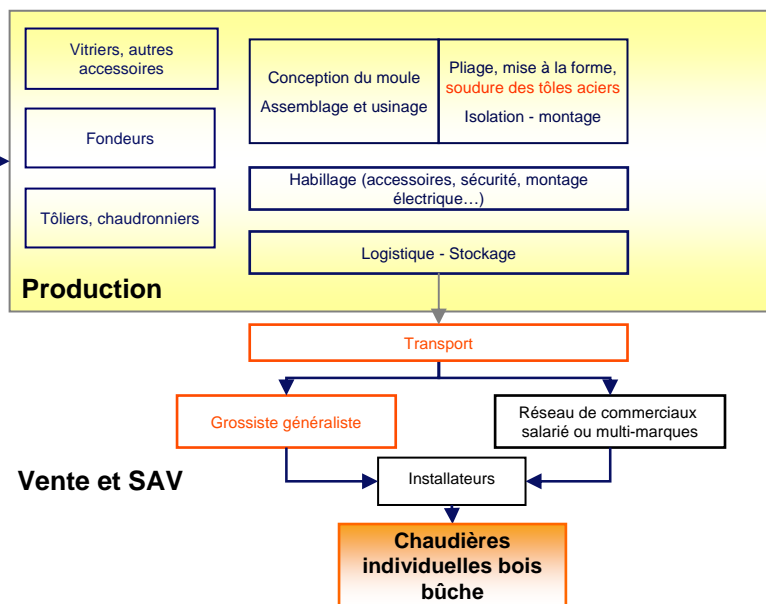 Vitriers, autres
accessoires
Fondeurs
Tôliers, chaudronniers
Conception du moule
Assemblage et usinage
Pliage, mise à la forme,
soudure des tôles aciers
Isolation - montage
Habillage (accessoires, sécurité, montage
électrique…)
Logistique - Stockage
Production
Transport
Grossiste généraliste
Réseau de commerciaux
salarié ou multi-marques
Vente et SAV
Installateurs
Chaudières
individuelles bois
bûche